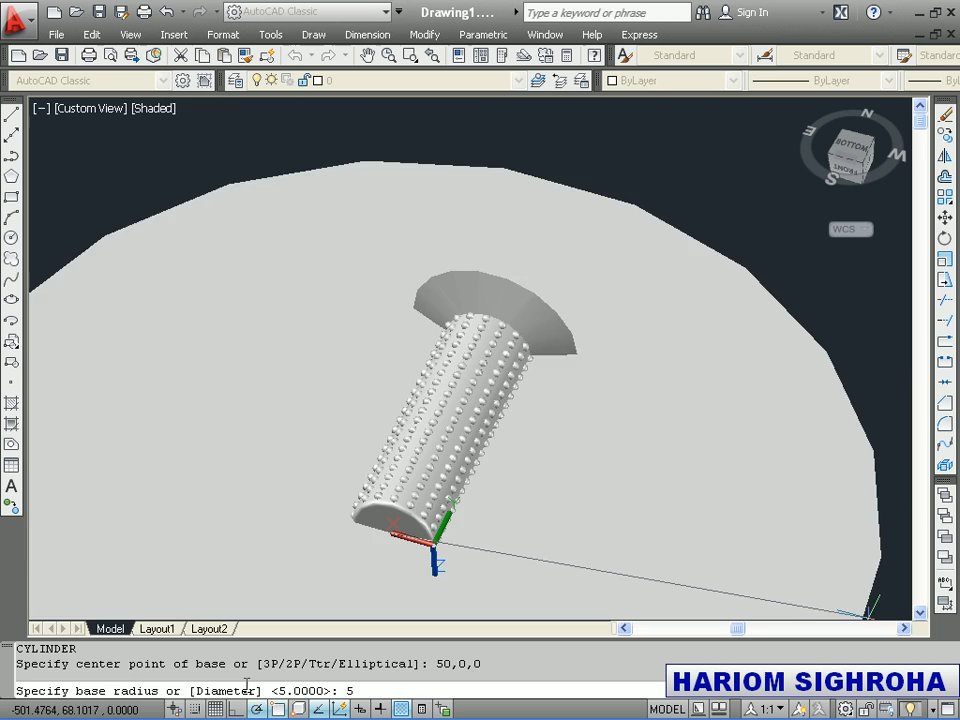 AutoCAD Classic
Drawing1....
Type a keyword or phrase
Sign In
File Edit View Insert Format Tools Draw Dimension Modify Parametric Window Help Express
Standard
Standard
Standard
AutoCAD Classic
0
ByLayer
ByLayer
[−] [Custom View] [Shaded]
N
E
W
S
BOTTOM
FRONT
WCS
X
Y
Z
A
Model Layout1 Layout2
CYLINDER
Specify center point of base or [3P/2P/Ttr/Elliptical]: 50,0,0
Specify base radius or [Diameter] <5.0000>: 5
HARIOM SIGHROHA
-501.4764, 68.1017, 0.0000
MODEL
1:1